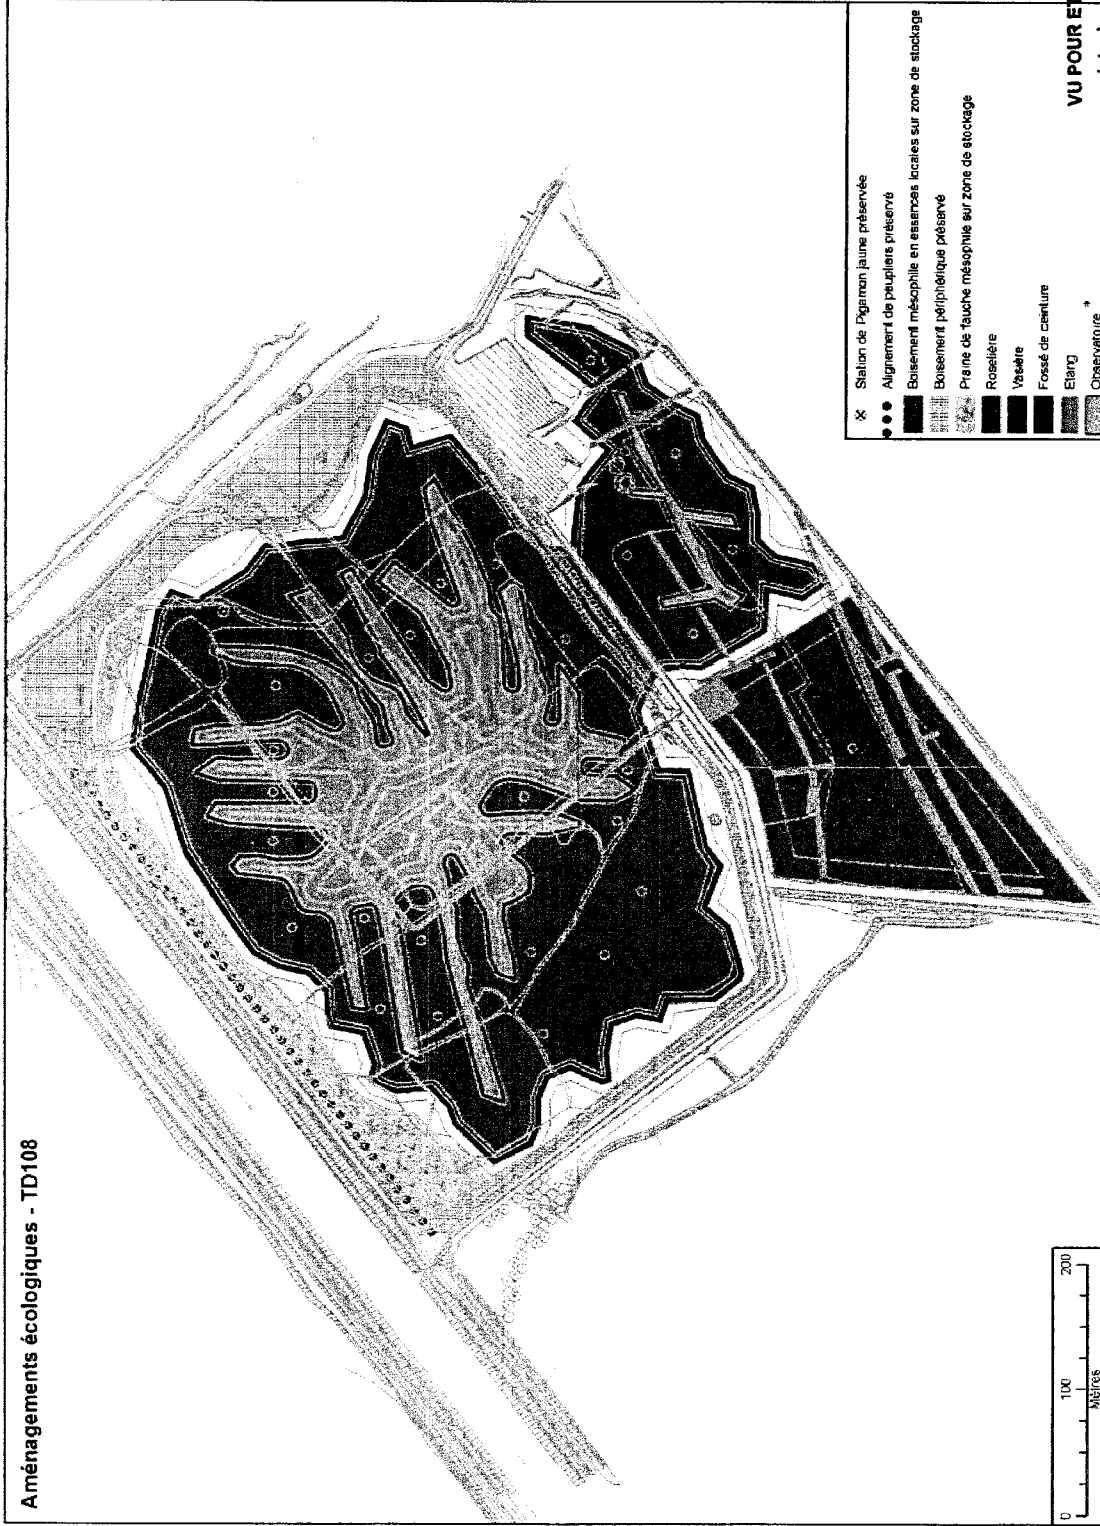 Aménagements écologiques - TD108
Station de Pigamon jaune préservée
Alignement de peupliers préservé
Boisement mésophile en essences locales sur zone de stockage
Boisement périphérique préservé
Prairie de fauche mésophile sur zone de stockage
Roselière
Vasière
Fossé de ceinture
Etang
Observatoire *
VU POUR ET
0 100 200
Mètres